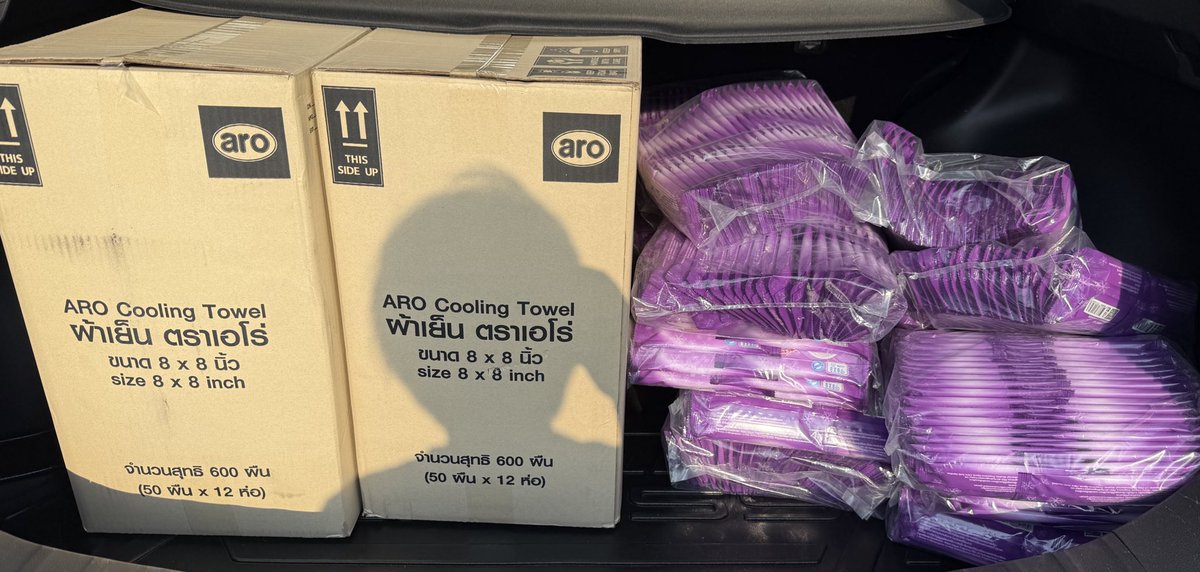 THIS
SIDE UP
aro
ARO Cooling Towel
ผ้าเย็น ตราเอโร่
ขนาด 8 x 8 นิ้ว
size 8 x 8 inch
จำนวนสุทธิ 600 ผืน
(50 ผืน x 12 ห่อ)
THIS
SIDE UP
aro
ARO Cooling Towel
ผ้าเย็น ตราเอโร่
ขนาด 8 x 8 นิ้ว
size 8 x 8 inch
จำนวนสุทธิ 600 ผืน
(50 ผืน x 12 ห่อ)